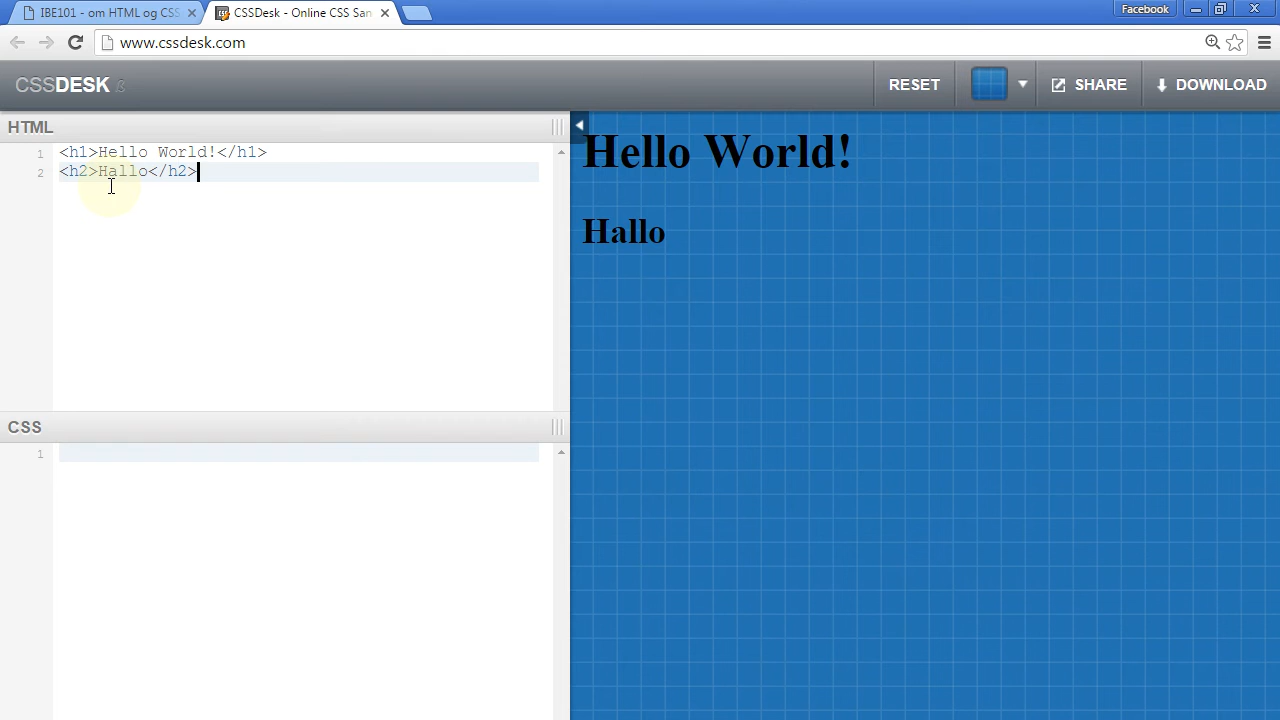 IBE101 - om HTML og CSS
CSSDesk - Online CSS San
Facebook
www.cssdesk.com
CSSDESK β
RESET
SHARE
DOWNLOAD
HTML
1 <h1>Hello World!</h1>
2 <h2>Hallo</h2>
CSS
1
Hello World!
Hallo